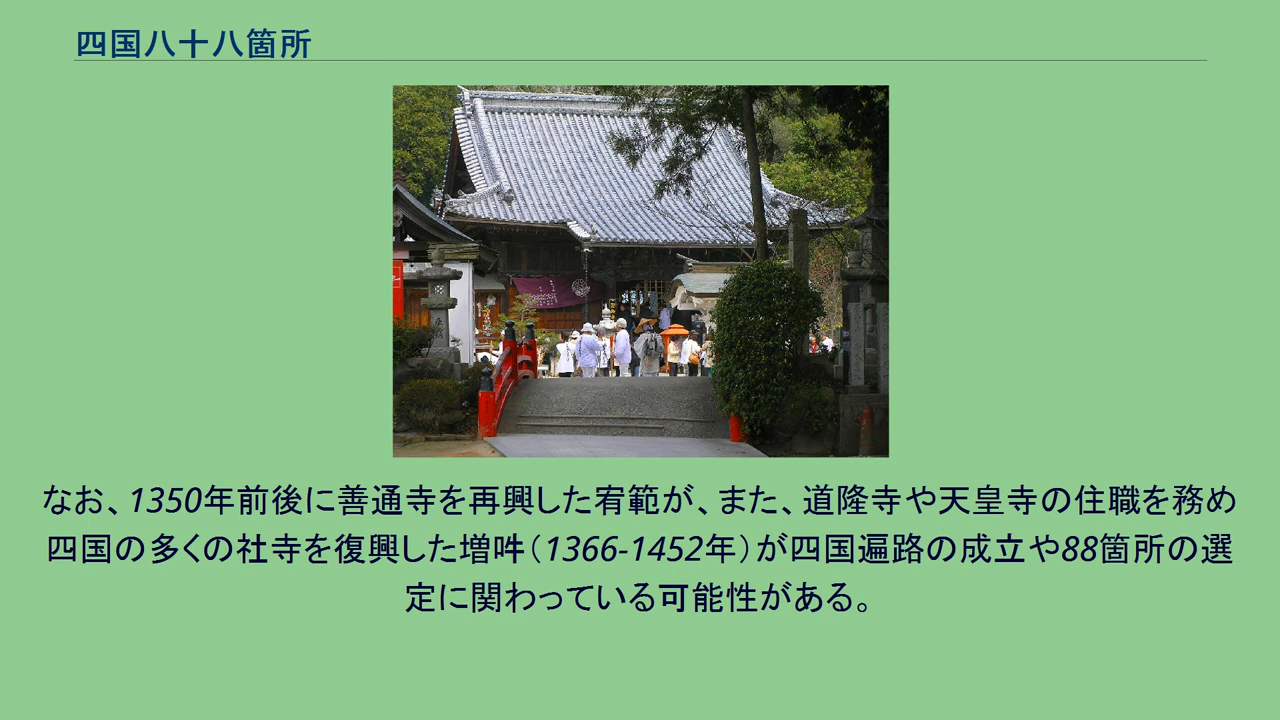 四国八十八箇所
なお、1350年前後に善通寺を再興した宥範が、また、道隆寺や天皇寺の住職を務め
四国の多くの社寺を復興した増吽（1366-1452年）が四国遍路の成立や88箇所の選
定に関わっている可能性がある。